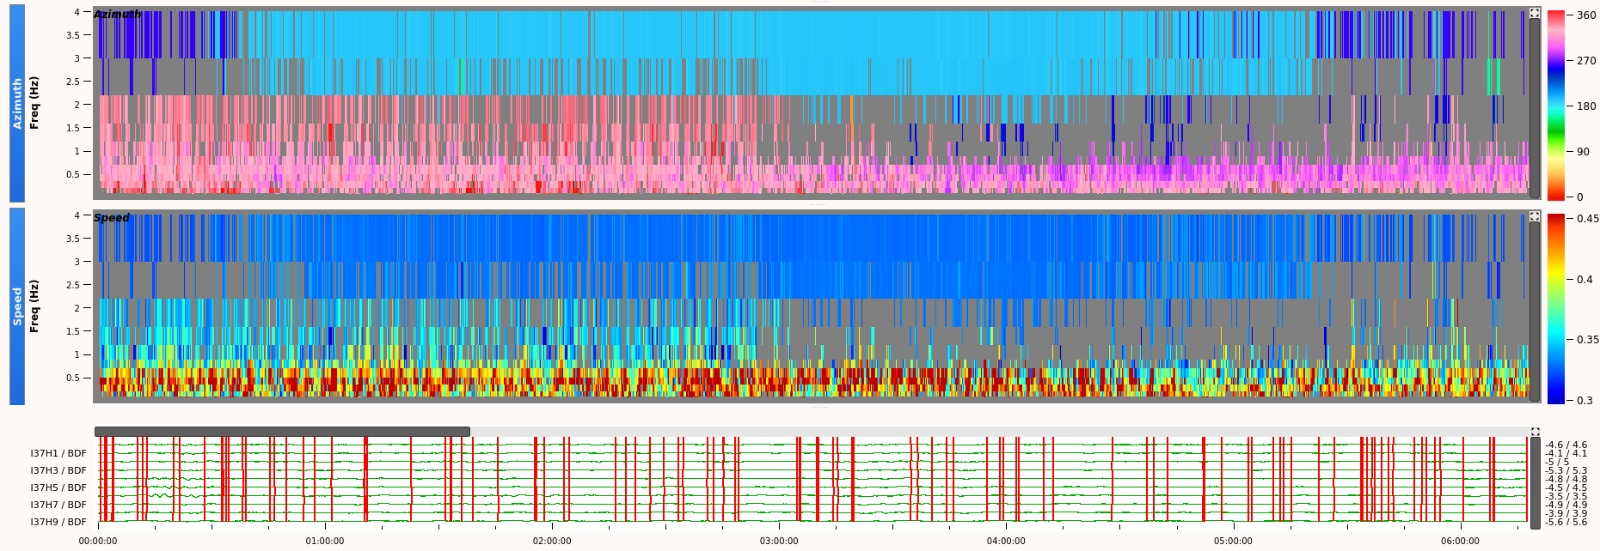 Azimuth
Azimuth
Freq (Hz)
4
3.5
3
2.5
2
1.5
1
0.5
360
270
180
90
0
Speed
Speed
Freq (Hz)
4
3.5
3
2.5
2
1.5
1
0.5
0.45
0.4
0.35
0.3
I37H1 / BDF
I37H3 / BDF
I37H5 / BDF
I37H7 / BDF
I37H9 / BDF
-4.6 / 4.6
-4.1 / 4.1
-5 / 5
-5.3 / 5.3
-4.8 / 4.8
-4.5 / 4.5
-3.5 / 3.5
-4.9 / 4.9
-3.9 / 3.9
-5.6 / 5.6
00:00:00
01:00:00
02:00:00
03:00:00
04:00:00
05:00:00
06:00:00